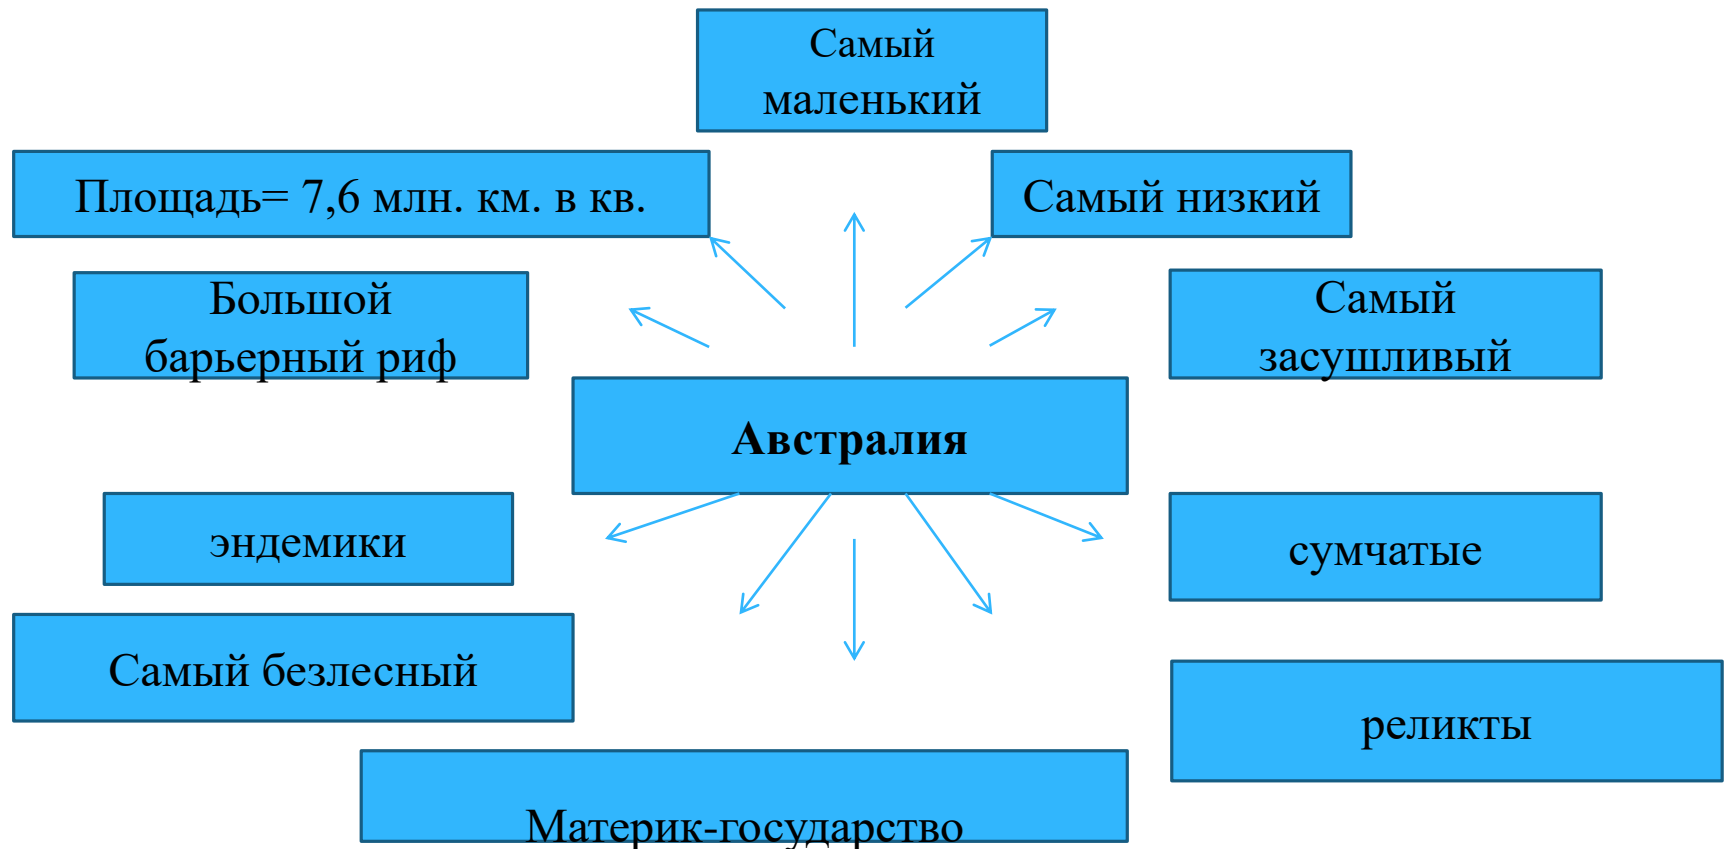 Самый
маленький
Площадь= 7,6 млн. км. в кв.
Самый низкий
Большой
барьерный риф
Самый
засушливый
Австралия
эндемики
сумчатые
Самый безлесный
реликты
Материк-государство